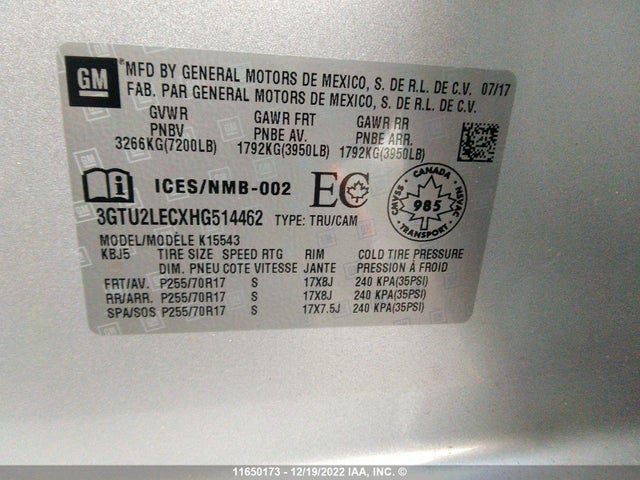 GM
®MFD BY GENERAL MOTORS DE MEXICO, S. DE R.L. DE C.V. 07/17
FAB. PAR GENERAL MOTORS DE MEXICO, S. DE R.L. DE C.V.
GVWR GAWR FRT GAWR RR
PNBV PNBE AV. PNBE ARR.
3266KG(7200LB) 1792KG(3950LB) 1792KG(3950LB)
i ICES/NMB-002 EC
CANADA
CMVSS NSVAC
985
TRANSPORT
3GTU2LECXHG514462 TYPE: TRU/CAM
MODEL/MODÈLE K15543
KBJ5 TIRE SIZE SPEED RTG RIM COLD TIRE PRESSURE
DIM. PNEU COTE VITESSE JANTE PRESSION À FROID
FRT/AV. P255/70R17 S 17X8J 240 KPA(35PSI)
RR/ARR. P255/70R17 S 17X8J 240 KPA(35PSI)
SPA/SOS P255/70R17 S 17X7.5J 240 KPA(35PSI)
11650173 - 12/19/2022 IAA, INC. ©